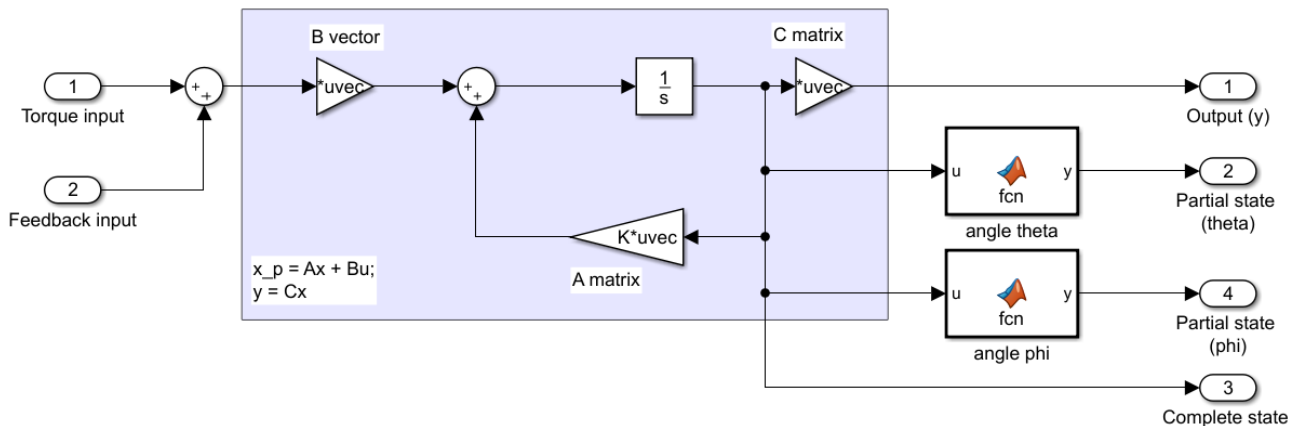 B vector
C matrix
1
Torque input
+
+
*uvec
+
+
1
s
*uvec
1
Output (y)
2
Feedback input
u
fcn
y
angle theta
2
Partial state
(theta)
K*uvec
A matrix
x_p = Ax + Bu;
y = Cx
u
fcn
y
angle phi
4
Partial state
(phi)
3
Complete state